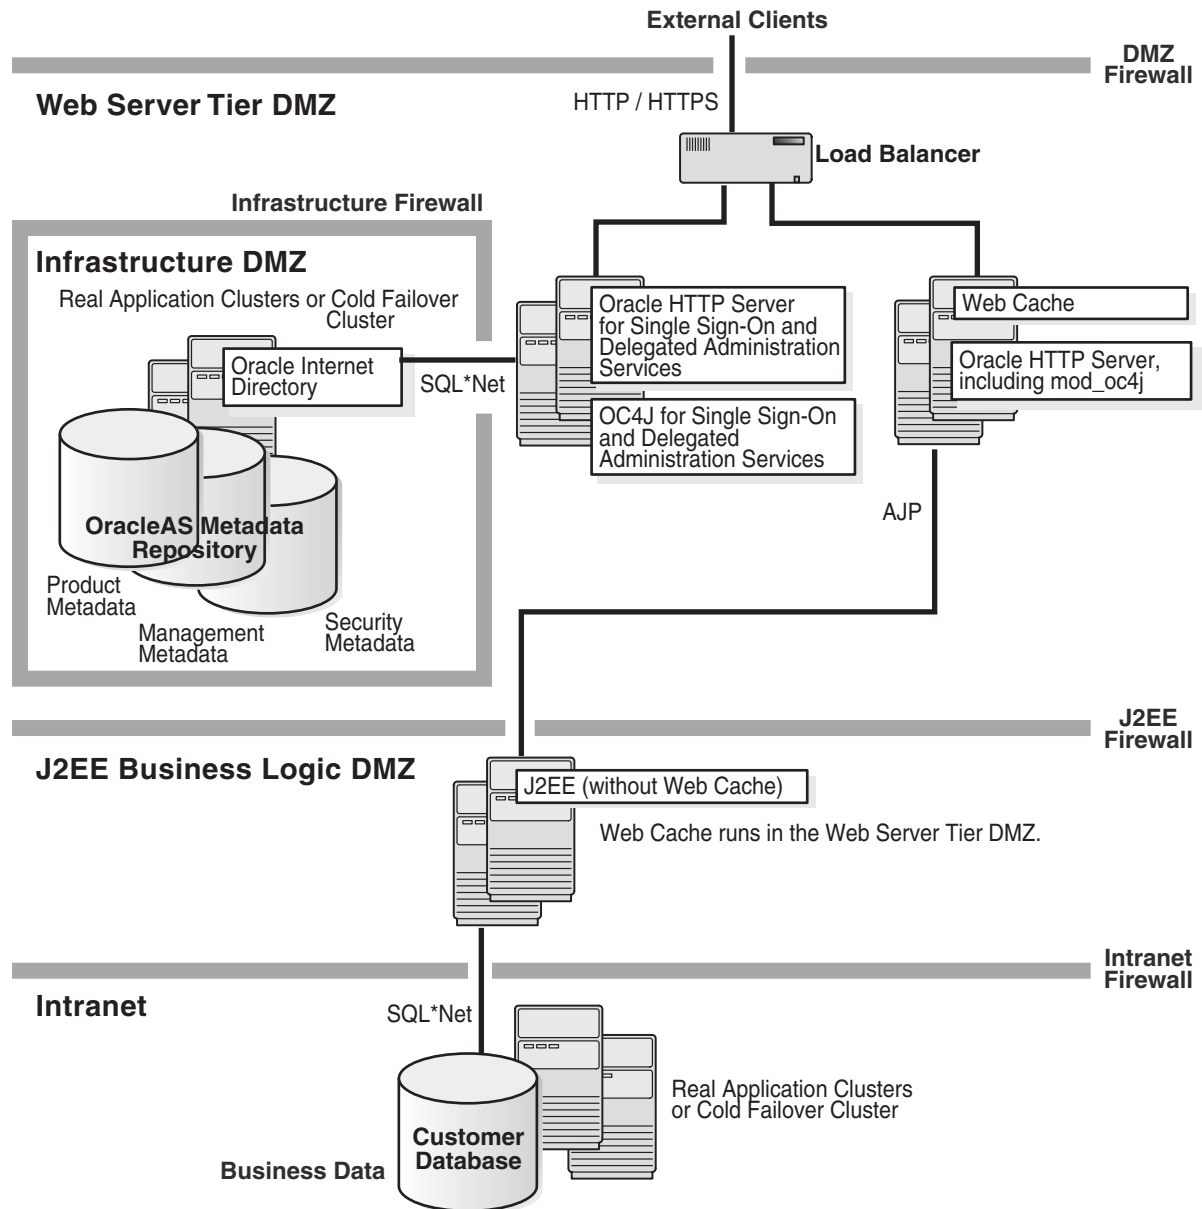 External Clients
DMZ
Firewall
Web Server Tier DMZ
HTTP / HTTPS
Load Balancer
Infrastructure Firewall
Infrastructure DMZ
Real Application Clusters or Cold Failover
Cluster
Oracle Internet
Directory
SQL*Net
Oracle HTTP Server
for Single Sign-On and
Delegated Administration
Services
OC4J for Single Sign-On
and Delegated
Administration Services
Web Cache
Oracle HTTP Server,
including mod_oc4j
OracleAS Metadata
Repository
Product
Metadata
Management
Metadata
Security
Metadata
AJP
J2EE
Firewall
J2EE Business Logic DMZ
J2EE (without Web Cache)
Web Cache runs in the Web Server Tier DMZ.
Intranet
Firewall
Intranet
SQL*Net
Real Application Clusters
or Cold Failover Cluster
Customer
Database
Business Data